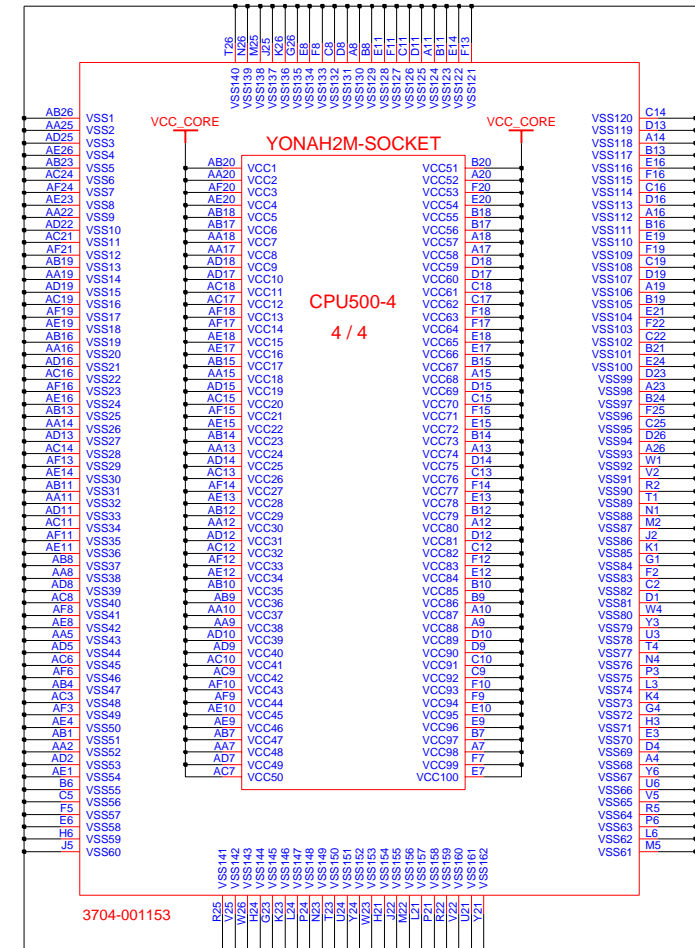 T26 VSS140
N26 VSS139
M25 VSS138
J25 VSS137
K26 VSS136
G26 VSS135
E8 VSS134
F8 VSS133
C8 VSS132
D8 VSS131
A8 VSS130
B8 VSS129
E11 VSS128
F11 VSS127
C11 VSS126
D11 VSS125
A11 VSS124
B11 VSS123
E14 VSS122
F13 VSS121
AB26 VSS1
AA25 VSS2
AD25 VSS3
AE26 VSS4
AB23 VSS5
AC24 VSS6
AF24 VSS7
AE23 VSS8
AA22 VSS9
AD22 VSS10
AC21 VSS11
AF21 VSS12
AB19 VSS13
AA19 VSS14
AD19 VSS15
AC19 VSS16
AF19 VSS17
AE19 VSS18
AB16 VSS19
AA16 VSS20
AD16 VSS21
AC16 VSS22
AF16 VSS23
AE16 VSS24
AB13 VSS25
AA14 VSS26
AD13 VSS27
AC14 VSS28
AF13 VSS29
AE14 VSS30
AB11 VSS31
AA11 VSS32
AD11 VSS33
AC11 VSS34
AF11 VSS35
AE11 VSS36
AB8 VSS37
AA8 VSS38
AD8 VSS39
AC8 VSS40
AF8 VSS41
AE8 VSS42
AA5 VSS43
AD5 VSS44
AC6 VSS45
AF6 VSS46
AB4 VSS47
AC3 VSS48
AF3 VSS49
AE4 VSS50
AB1 VSS51
AA2 VSS52
AD2 VSS53
AE1 VSS54
B6 VSS55
C5 VSS56
F5 VSS57
E6 VSS58
H6 VSS59
J5 VSS60
VCC_CORE
VCC_CORE
YONAH2M-SOCKET
AB20 VCC1
AA20 VCC2
AF20 VCC3
AE20 VCC4
AB18 VCC5
AB17 VCC6
AA18 VCC7
AA17 VCC8
AD18 VCC9
AD17 VCC10
AC18 VCC11
AC17 VCC12
AF18 VCC13
AF17 VCC14
AE18 VCC15
AE17 VCC16
AB15 VCC17
AA15 VCC18
AD15 VCC19
AC15 VCC20
AF15 VCC21
AE15 VCC22
AB14 VCC23
AA13 VCC24
AD14 VCC25
AC13 VCC26
AF14 VCC27
AE13 VCC28
AB12 VCC29
AA12 VCC30
AD12 VCC31
AC12 VCC32
AF12 VCC33
AE12 VCC34
AB10 VCC35
AB9 VCC36
AA10 VCC37
AA9 VCC38
AD10 VCC39
AD9 VCC40
AC10 VCC41
AC9 VCC42
AF10 VCC43
AF9 VCC44
AE10 VCC45
AE9 VCC46
AB7 VCC47
AA7 VCC48
AD7 VCC49
AC7 VCC50
CPU500-4
4 / 4
VCC51 B20
VCC52 A20
VCC53 F20
VCC54 E20
VCC55 B18
VCC56 B17
VCC57 A18
VCC58 A17
VCC59 D18
VCC60 D17
VCC61 C18
VCC62 C17
VCC63 F18
VCC64 F17
VCC65 E18
VCC66 E17
VCC67 B15
VCC68 A15
VCC69 D15
VCC70 C15
VCC71 F15
VCC72 E15
VCC73 B14
VCC74 A13
VCC75 D14
VCC76 C13
VCC77 F14
VCC78 E13
VCC79 B12
VCC80 A12
VCC81 D12
VCC82 C12
VCC83 F12
VCC84 E12
VCC85 B10
VCC86 B9
VCC87 A10
VCC88 A9
VCC89 D10
VCC90 D9
VCC91 C10
VCC92 C9
VCC93 F10
VCC94 F9
VCC95 E10
VCC96 E9
VCC97 B7
VCC98 A7
VCC99 F7
VCC100 E7
VSS120 C14
VSS119 D13
VSS118 A14
VSS117 B13
VSS116 E16
VSS115 F16
VSS114 C16
VSS113 D16
VSS112 A16
VSS111 B16
VSS110 E19
VSS109 F19
VSS108 C19
VSS107 D19
VSS106 A19
VSS105 B19
VSS104 E21
VSS103 F22
VSS102 C22
VSS101 B21
VSS100 E24
VSS99 D23
VSS98 A23
VSS97 B24
VSS96 F25
VSS95 C25
VSS94 D26
VSS93 A26
VSS92 W1
VSS91 V2
VSS90 R2
VSS89 T1
VSS88 N1
VSS87 M2
VSS86 J2
VSS85 K1
VSS84 G1
VSS83 F2
VSS82 C2
VSS81 D1
VSS80 W4
VSS79 Y3
VSS78 U3
VSS77 T4
VSS76 N4
VSS75 P3
VSS74 L3
VSS73 K4
VSS72 G4
VSS71 H3
VSS70 E3
VSS69 D4
VSS68 A4
VSS67 Y6
VSS66 U6
VSS65 V5
VSS64 R5
VSS63 P6
VSS62 L6
VSS61 M5
R25 VSS141
V25 VSS142
W26 VSS143
H24 VSS144
G23 VSS145
K23 VSS146
L24 VSS147
P24 VSS148
N23 VSS149
T23 VSS150
U24 VSS151
Y24 VSS152
W23 VSS153
H21 VSS154
J22 VSS155
M22 VSS156
L21 VSS157
P21 VSS158
R22 VSS159
V22 VSS160
U21 VSS161
Y21 VSS162
3704-001153